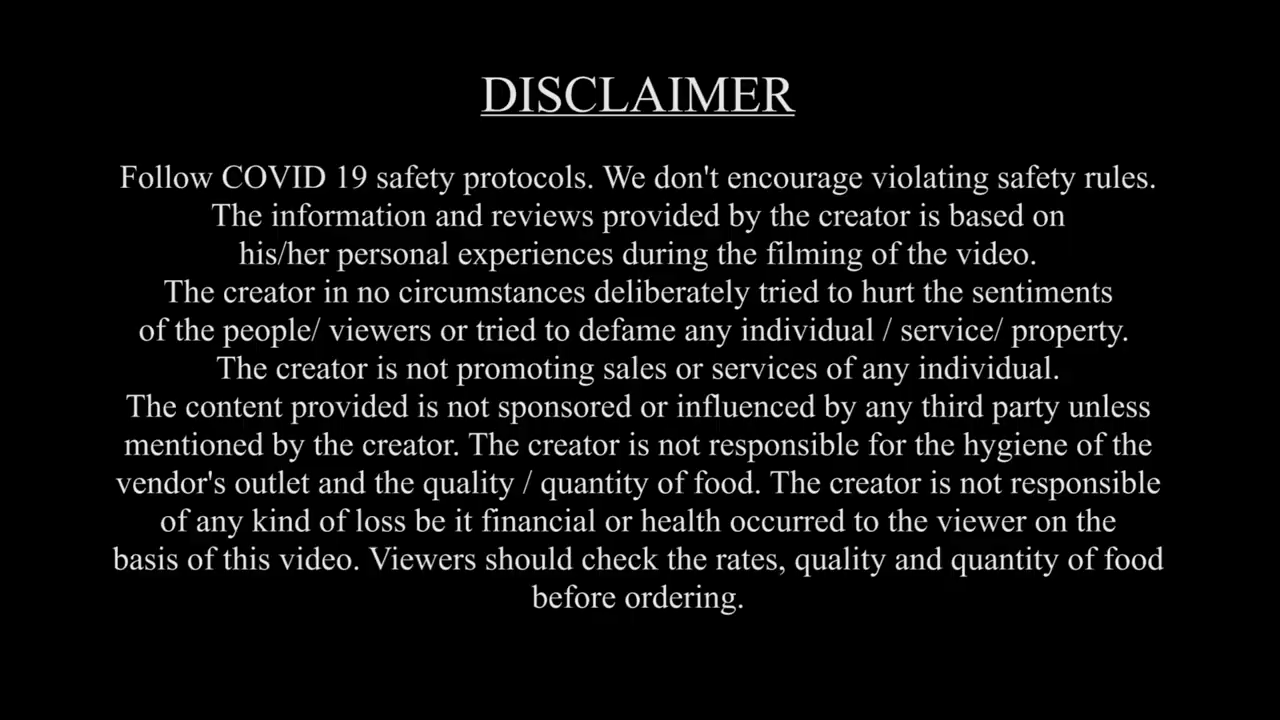 DISCLAIMER
Follow COVID 19 safety protocols. We don't encourage violating safety rules.
The information and reviews provided by the creator is based on
his/her personal experiences during the filming of the video.
The creator in no circumstances deliberately tried to hurt the sentiments
of the people/ viewers or tried to defame any individual / service/ property.
The creator is not promoting sales or services of any individual.
The content provided is not sponsored or influenced by any third party unless
mentioned by the creator. The creator is not responsible for the hygiene of the
vendor's outlet and the quality / quantity of food. The creator is not responsible
of any kind of loss be it financial or health occurred to the viewer on the
basis of this video. Viewers should check the rates, quality and quantity of food
before ordering.